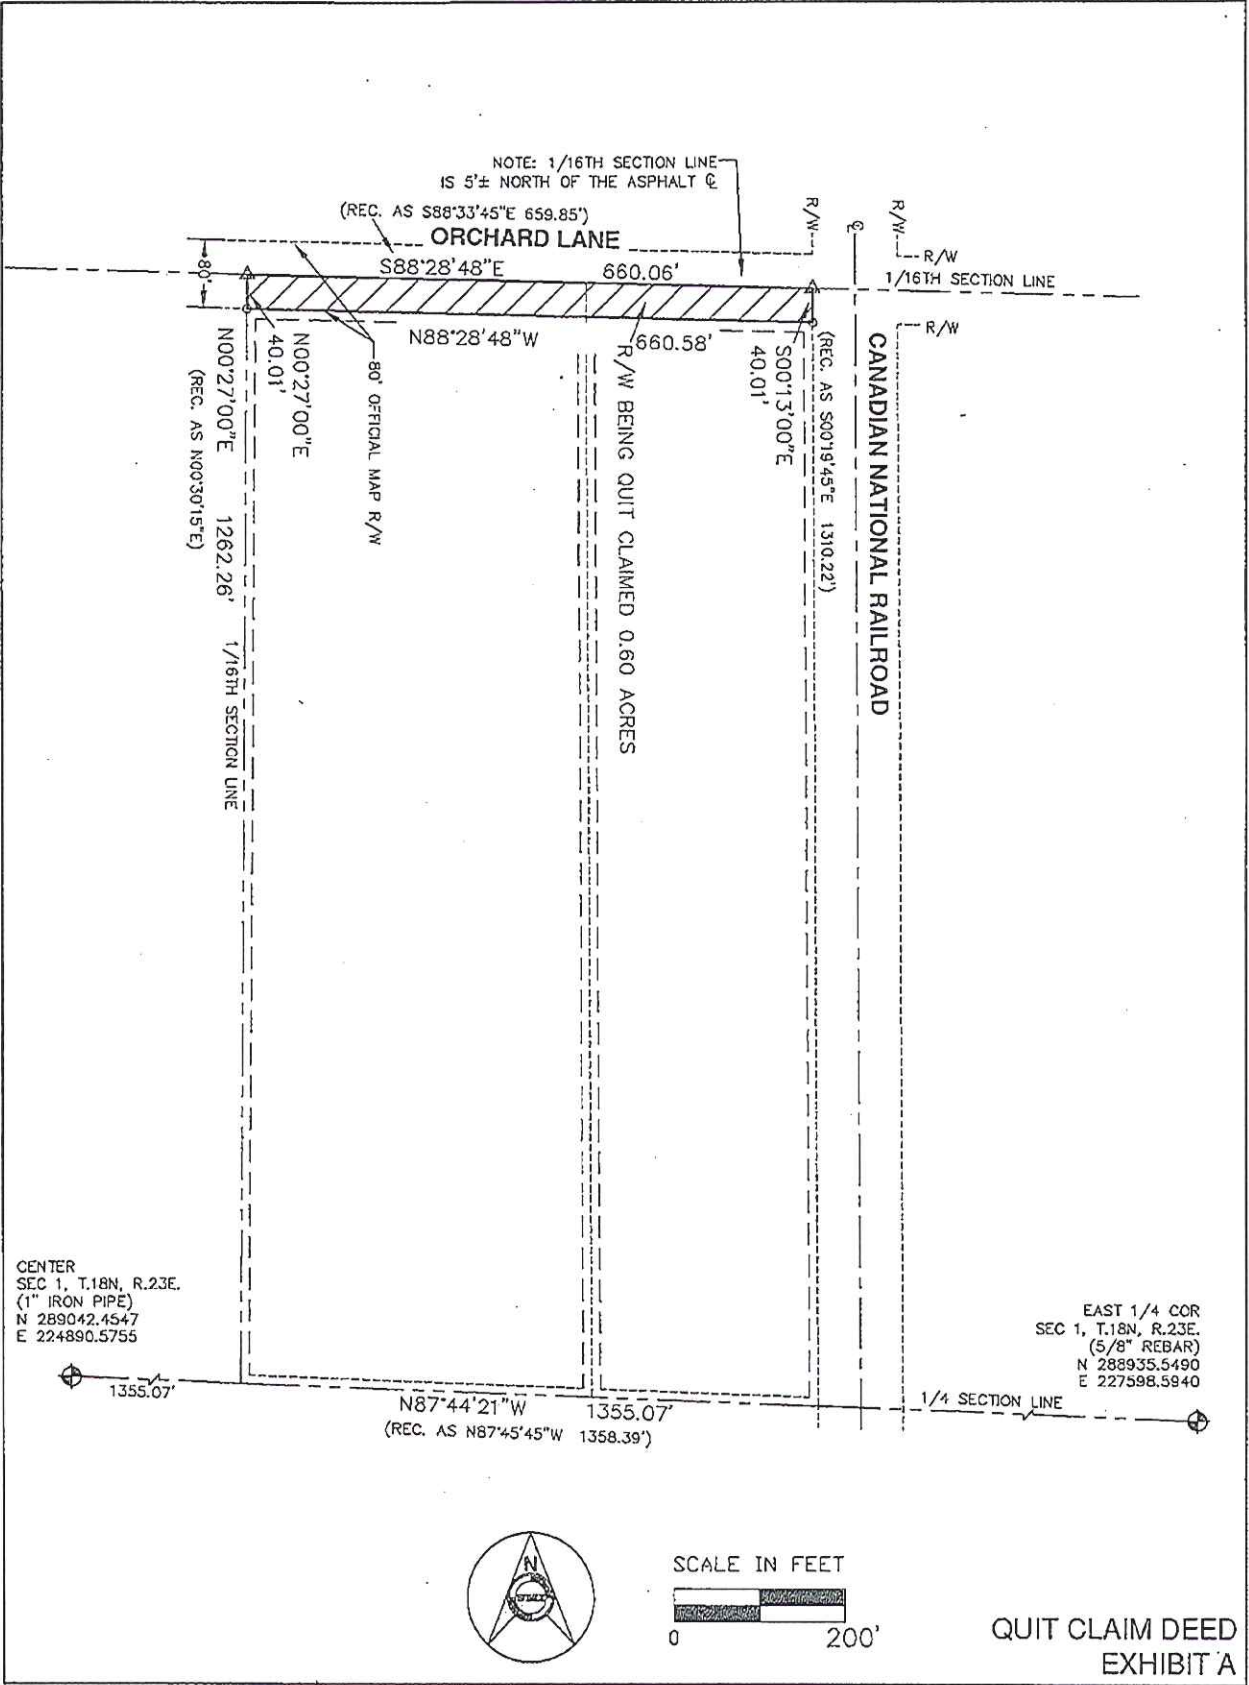 NOTE: 1/16TH SECTION LINE
IS 5'± NORTH OF THE ASPHALT ℄
(REC. AS S88°33'45"E 659.85')
ORCHARD LANE
R/W
℄
R/W
R/W
80'
S88°28'48"E
660.06'
1/16TH SECTION LINE
R/W
N88°28'48"W
660.58'
N00°27'00"E
40.01'
80' OFFICIAL MAP R/W
N00°27'00"E 1262.26'
(REC. AS N00°30'15"E)
1/16TH SECTION LINE
R/W BEING QUIT CLAIMED 0.60 ACRES
S00°13'00"E
40.01'
(REC. AS S00°19'45"E 1310.22')
CANADIAN NATIONAL RAILROAD
CENTER
SEC 1, T.18N, R.23E.
(1" IRON PIPE)
N 289042.4547
E 224890.5755
EAST 1/4 COR
SEC 1, T.18N, R.23E.
(5/8" REBAR)
N 288935.5490
E 227598.5940
1355.07'
N87°44'21"W
1355.07'
(REC. AS N87°45'45"W 1358.39')
1/4 SECTION LINE
N
SCALE IN FEET
0 200'
QUIT CLAIM DEED
EXHIBIT A